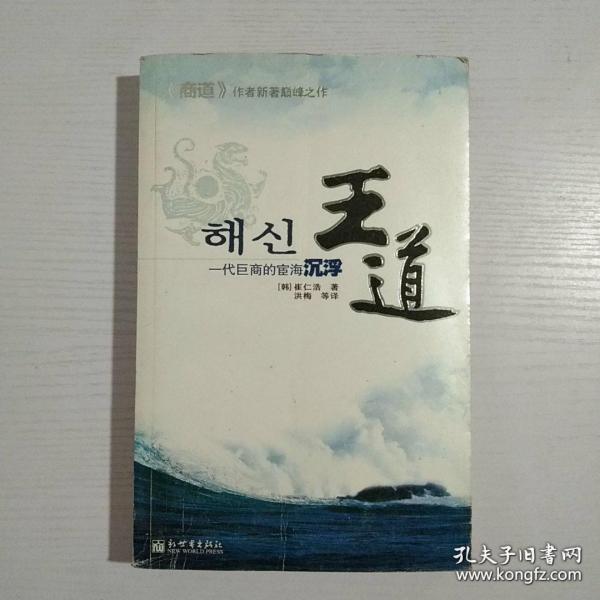 《商道》作者新著巅峰之作
王道
해신
一代巨商的宦海沉浮
[韩]崔仁浩 著
洪梅 等译
新世界出版社
NEW WORLD PRESS
孔夫子旧书网
www.kongfz.com